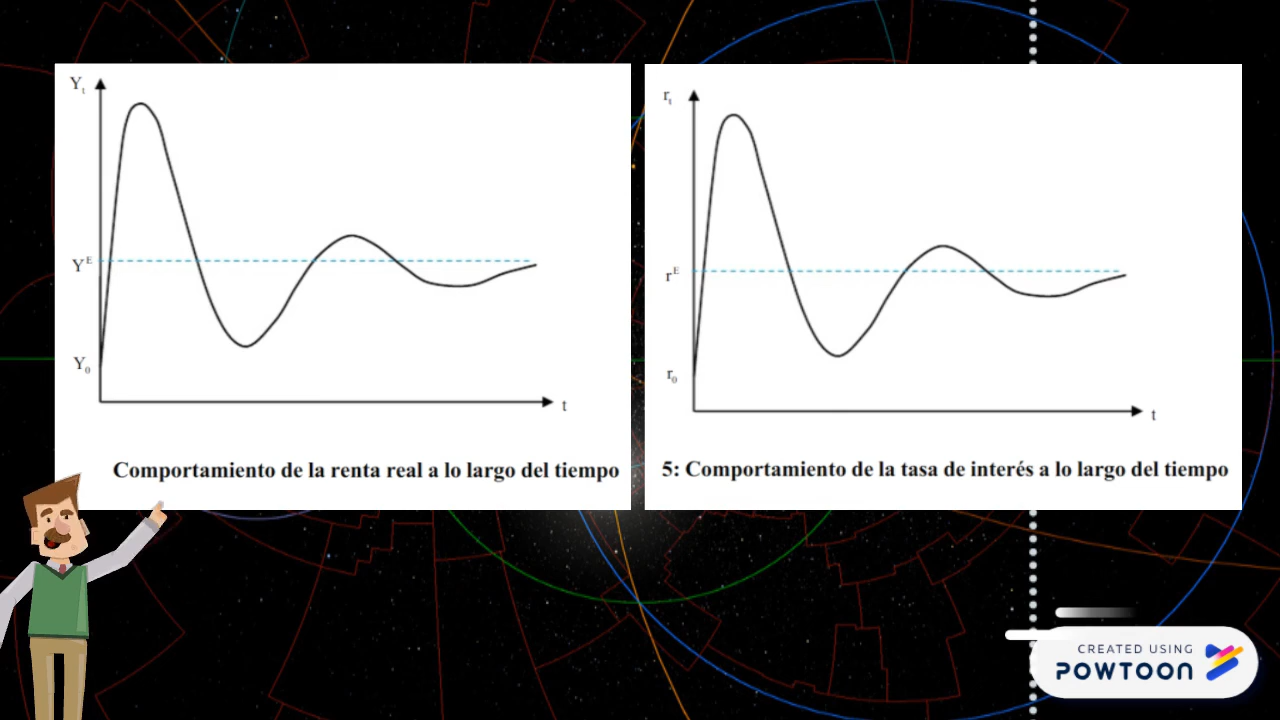 Yₜ
Yᴱ
Y₀
t
Comportamiento de la renta real a lo largo del tiempo
rₜ
rᴱ
r₀
t
5: Comportamiento de la tasa de interés a lo largo del tiempo
CREATED USING
POWTOON